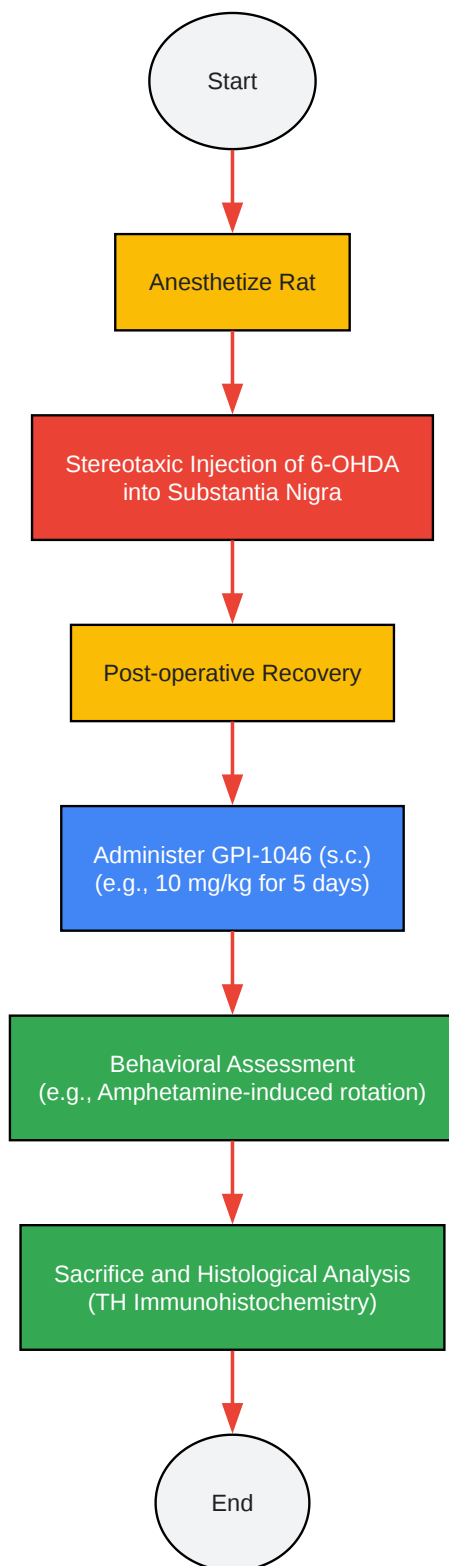 Start
Anesthetize Rat
Stereotaxic Injection of 6-OHDA
into Substantia Nigra
Post-operative Recovery
Administer GPI-1046 (s.c.)
(e.g., 10 mg/kg for 5 days)
Behavioral Assessment
(e.g., Amphetamine-induced rotation)
Sacrifice and Histological Analysis
(TH Immunohistochemistry)
End